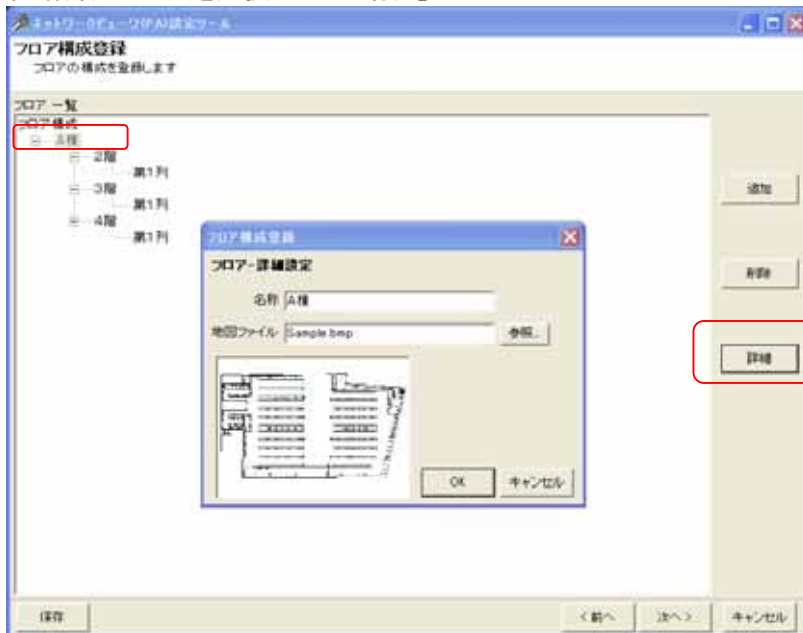 ネットワークビューワ(FA)設定ツール
フロア構成登録
フロアの構成を登録します
フロア 一覧
フロア構成
A棟
2階
第1列
3階
第1列
4階
第1列
追加
削除
詳細
フロア構成登録
フロアー詳細設定
名称 A棟
地図ファイル Sample.bmp 参照...
OK キャンセル
保存 <前へ 次へ> キャンセル